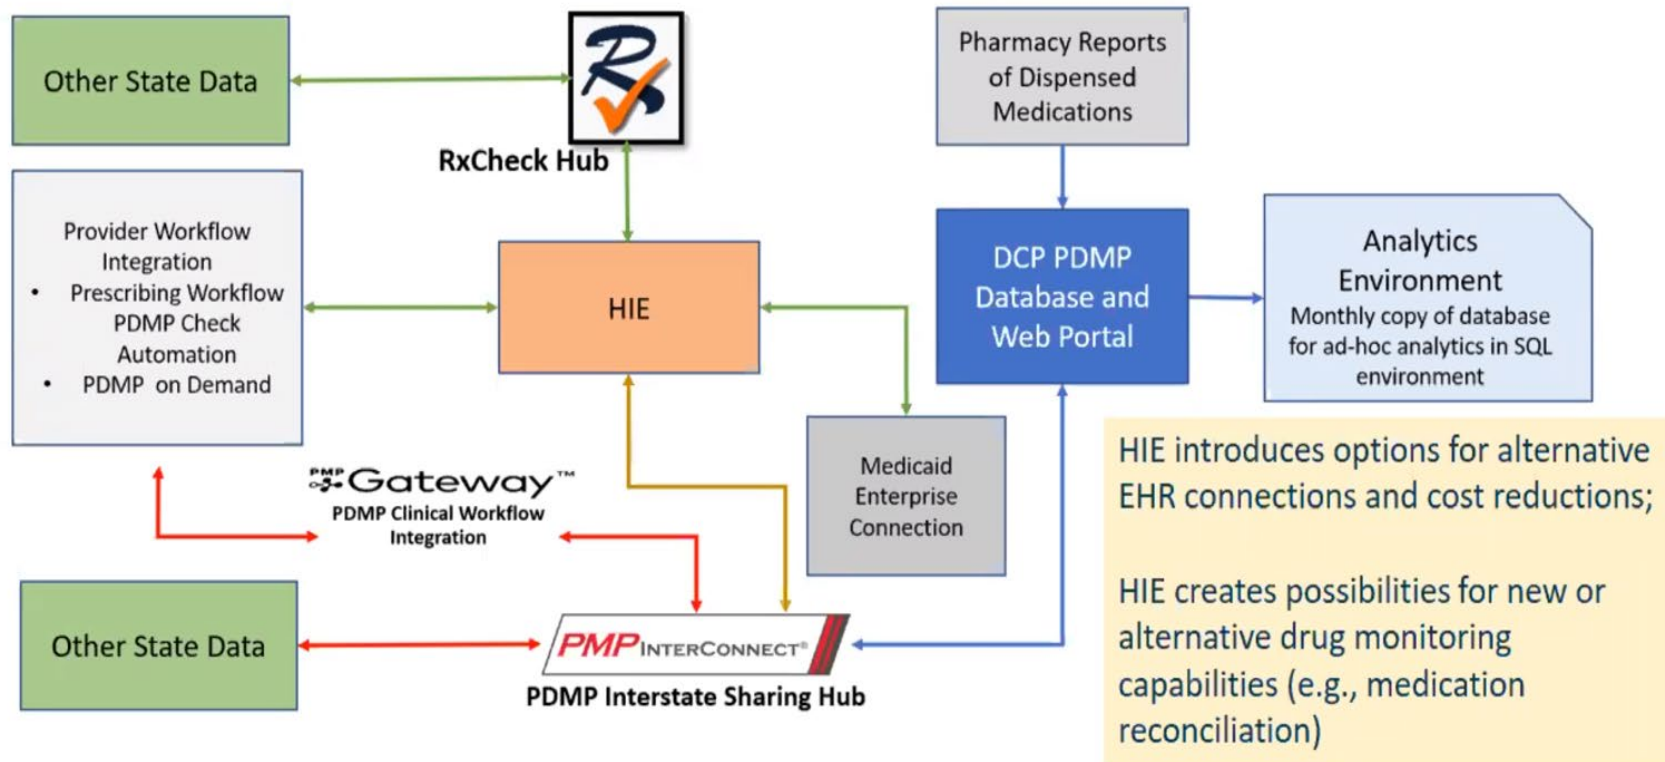 Other State Data
Rx
RxCheck Hub
Pharmacy Reports
of Dispensed
Medications
Provider Workflow
Integration
• Prescribing Workflow
PDMP Check
Automation
• PDMP on Demand
HIE
DCP PDMP
Database and
Web Portal
Analytics
Environment
Monthly copy of database
for ad-hoc analytics in SQL
environment
PMP Gateway™
PDMP Clinical Workflow
Integration
Medicaid
Enterprise
Connection
Other State Data
PMP INTERCONNECT®
PDMP Interstate Sharing Hub
HIE introduces options for alternative
EHR connections and cost reductions;
HIE creates possibilities for new or
alternative drug monitoring
capabilities (e.g., medication
reconciliation)